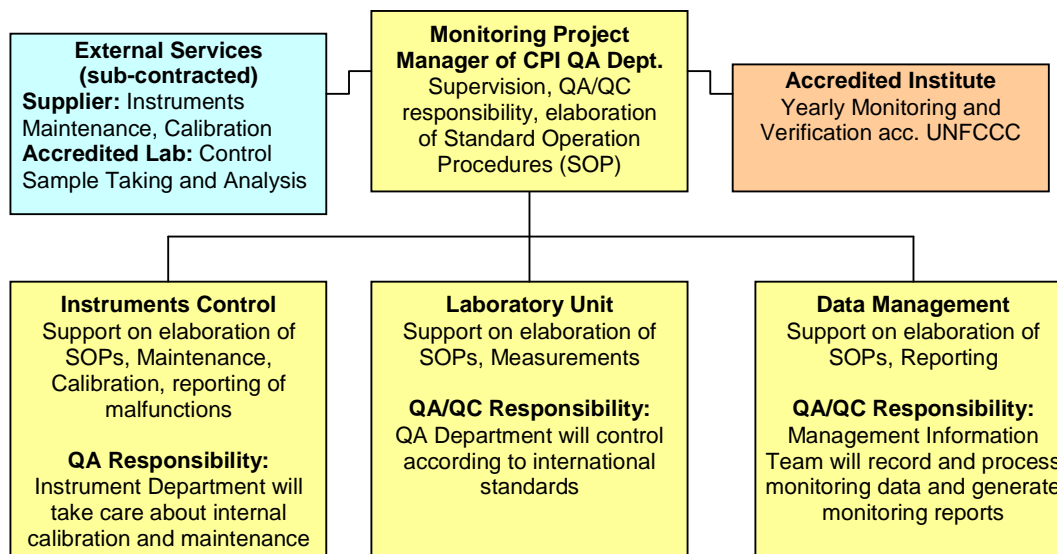 External Services
(sub-contracted)
Supplier: Instruments
Maintenance, Calibration
Accredited Lab: Control
Sample Taking and Analysis
Monitoring Project
Manager of CPI QA Dept.
Supervision, QA/QC
responsibility, elaboration
of Standard Operation
Procedures (SOP)
Accredited Institute
Yearly Monitoring and
Verification acc. UNFCCC
Instruments Control
Support on elaboration of
SOPs, Maintenance,
Calibration, reporting of
malfunctions
QA Responsibility:
Instrument Department will
take care about internal
calibration and maintenance
Laboratory Unit
Support on elaboration of
SOPs, Measurements
QA/QC Responsibility:
QA Department will control
according to international
standards
Data Management
Support on elaboration of
SOPs, Reporting
QA/QC Responsibility:
Management Information
Team will record and process
monitoring data and generate
monitoring reports